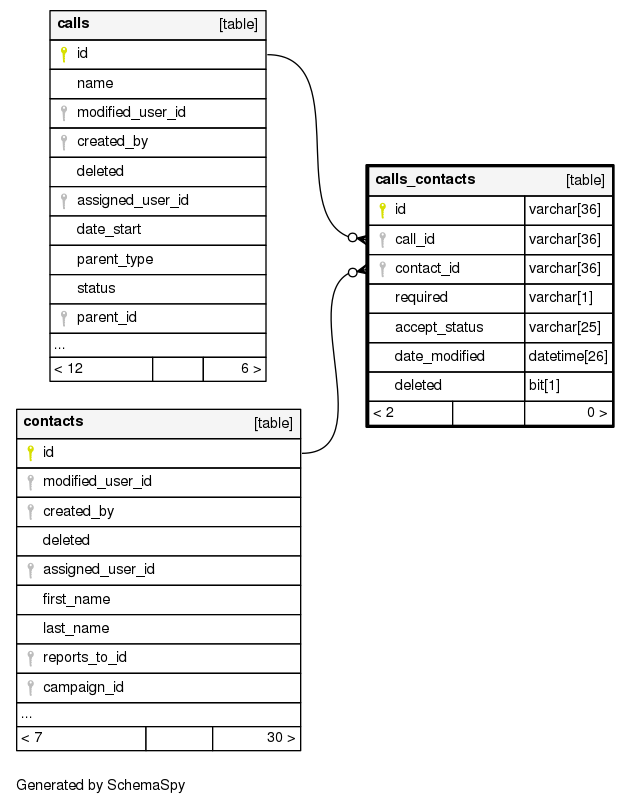 calls [table]
id
name
modified_user_id
created_by
deleted
assigned_user_id
date_start
parent_type
status
parent_id
...
< 12 6 >
calls_contacts [table]
id varchar[36]
call_id varchar[36]
contact_id varchar[36]
required varchar[1]
accept_status varchar[25]
date_modified datetime[26]
deleted bit[1]
< 2 0 >
contacts [table]
id
modified_user_id
created_by
deleted
assigned_user_id
first_name
last_name
reports_to_id
campaign_id
...
< 7 30 >
Generated by SchemaSpy